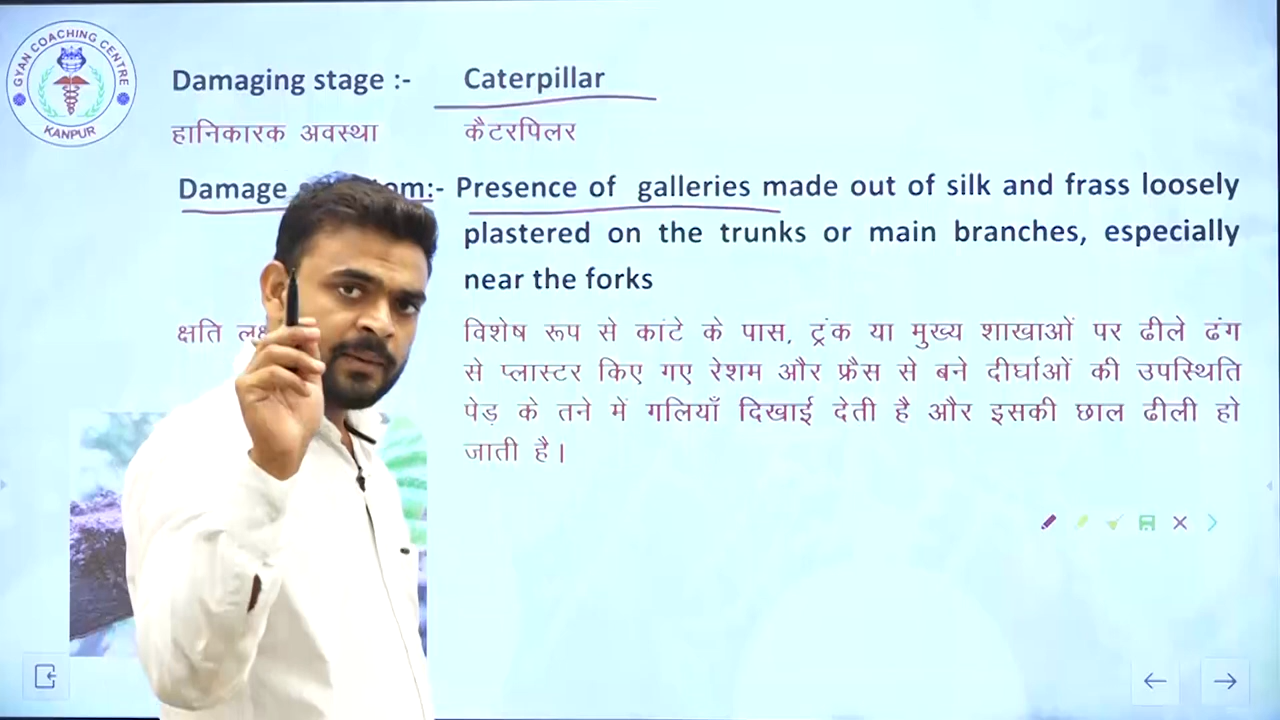 GYAN COACHING CENTRE
KANPUR
Damaging stage :- Caterpillar
हानिकारक अवस्था कैटरपिलर
Damage :- Presence of galleries made out of silk and frass loosely
plastered on the trunks or main branches, especially
near the forks
क्षति विशेष रूप से कांटे के पास, ट्रंक या मुख्य शाखाओं पर ढीले ढंग
से प्लास्टर किए गए रेशम और फ्रैस से बने दीर्घाओं की उपस्थिति
पेड़ के तने में गलियाँ दिखाई देती है और इसकी छाल ढीली हो
जाती है।